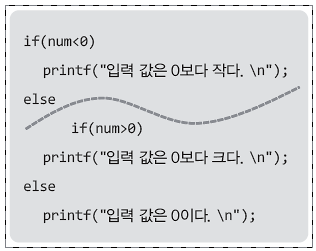 if(num<0)
printf("입력 값은 0보다 작다. \n");
else
if(num>0)
printf("입력 값은 0보다 크다. \n");
else
printf("입력 값은 0이다. \n");